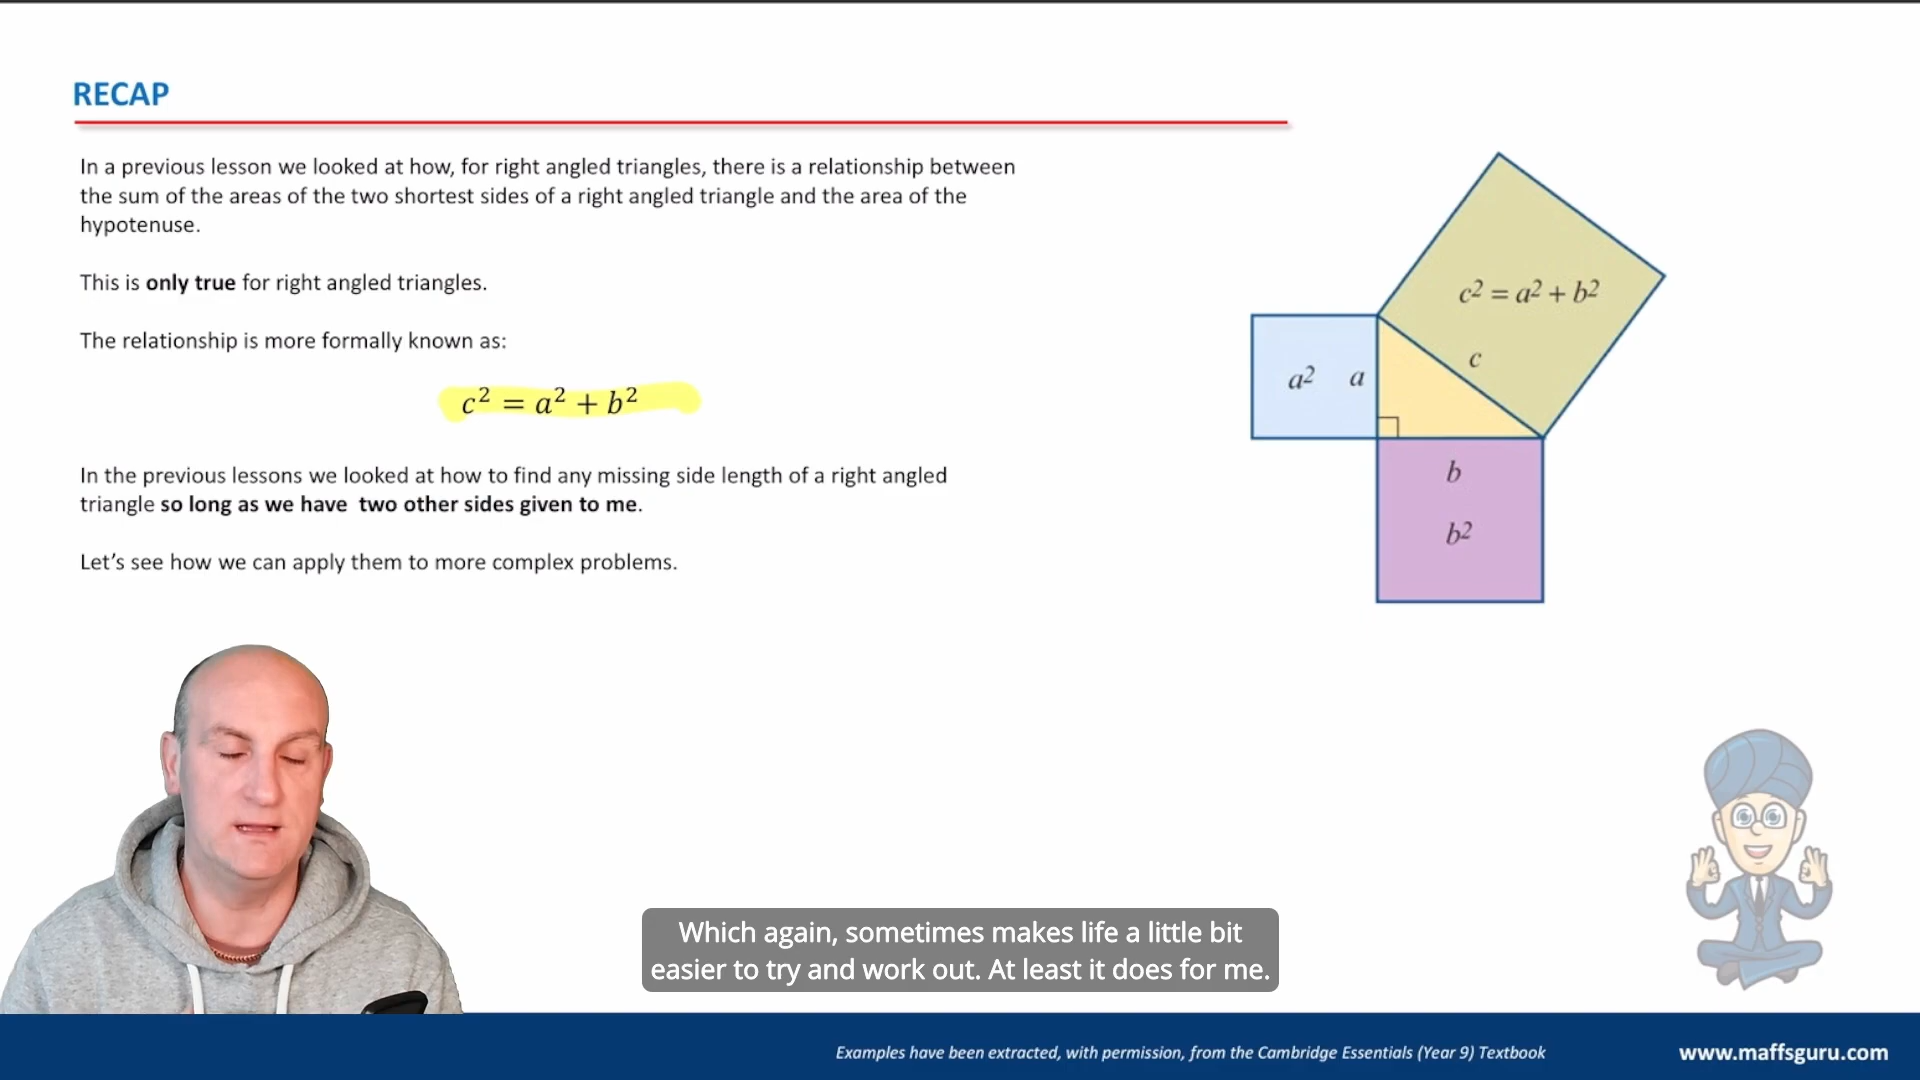 RECAP
In a previous lesson we looked at how, for right angled triangles, there is a relationship between
the sum of the areas of the two shortest sides of a right angled triangle and the area of the
hypotenuse.
This is only true for right angled triangles.
The relationship is more formally known as:
c² = a² + b²
In the previous lessons we looked at how to find any missing side length of a right angled
triangle so long as we have two other sides given to me.
Let's see how we can apply them to more complex problems.
c² = a² + b²
c
a² a
b
b²
Which again, sometimes makes life a little bit
easier to try and work out. At least it does for me.
Examples have been extracted, with permission, from the Cambridge Essentials (Year 9) Textbook
www.maffsguru.com